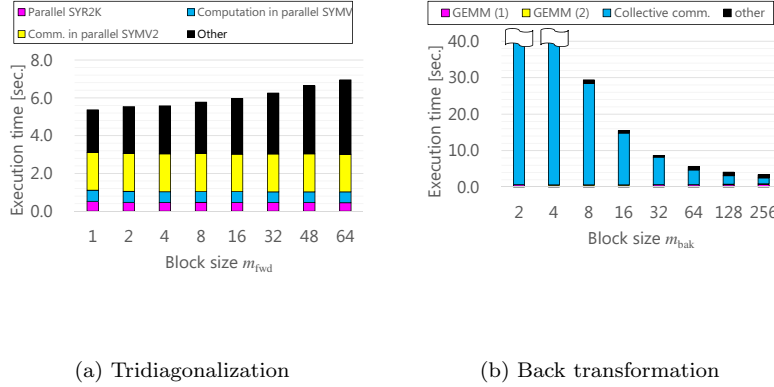 Parallel SYR2K Computation in parallel SYMV
Comm. in parallel SYMV2 Other
Execution time [sec.]
8.0
6.0
4.0
2.0
0.0
1 2 4 8 16 32 48 64
Block size m_fwd
(a) Tridiagonalization
GEMM (1) GEMM (2) Collective comm. other
Execution time [sec.]
40.0
30.0
20.0
10.0
0.0
2 4 8 16 32 64 128 256
Block size m_bak
(b) Back transformation